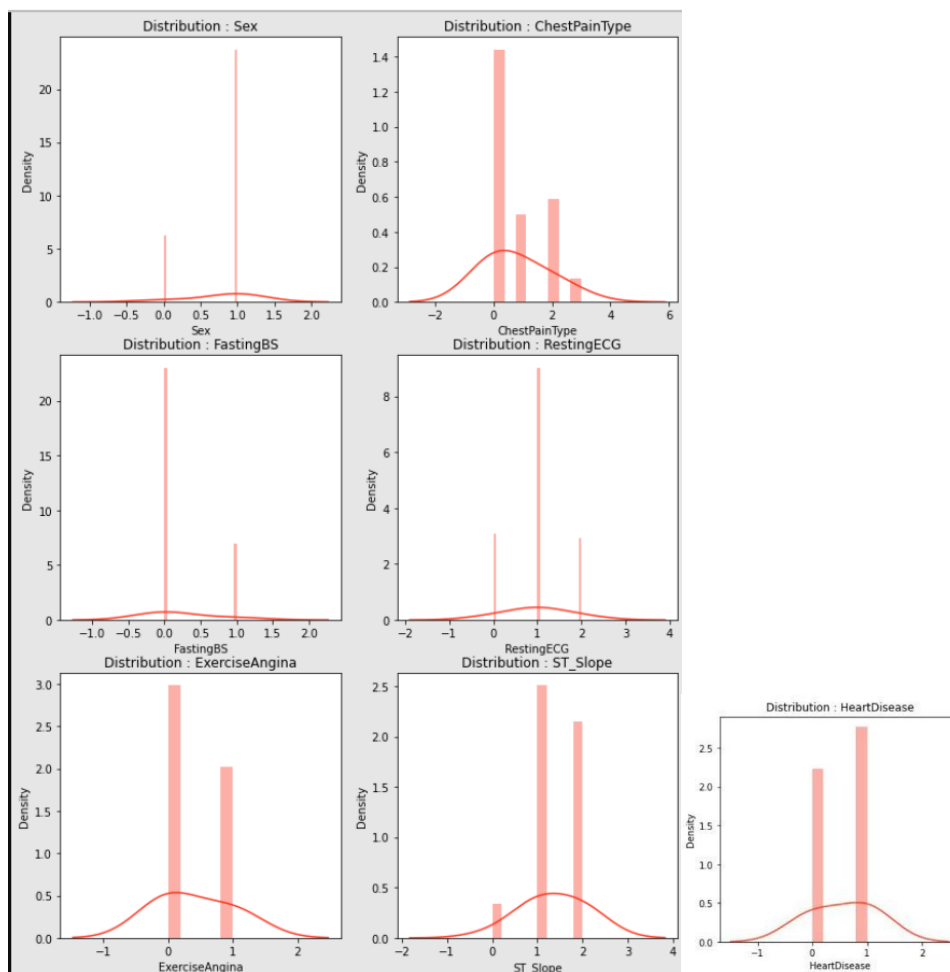 Distribution : Sex
Density
20
15
10
5
0
-1.0 -0.5 0.0 0.5 1.0 1.5 2.0
Sex
Distribution : ChestPainType
Density
1.4
1.2
1.0
0.8
0.6
0.4
0.2
0.0
−2 0 2 4 6
ChestPainType
Distribution : FastingBS
Density
20
15
10
5
0
-1.0 -0.5 0.0 0.5 1.0 1.5 2.0
FastingBS
Distribution : RestingECG
Density
8
6
4
2
0
−2 −1 0 1 2 3 4
RestingECG
Distribution : ExerciseAngina
Density
3.0
2.5
2.0
1.5
1.0
0.5
0.0
−1 0 1 2
ExerciseAngina
Distribution : ST_Slope
Density
2.5
2.0
1.5
1.0
0.5
0.0
−2 −1 0 1 2 3 4
ST_Slope
Distribution : HeartDisease
Density
2.5
2.0
1.5
1.0
0.5
0.0
−1 0 1 2
HeartDisease